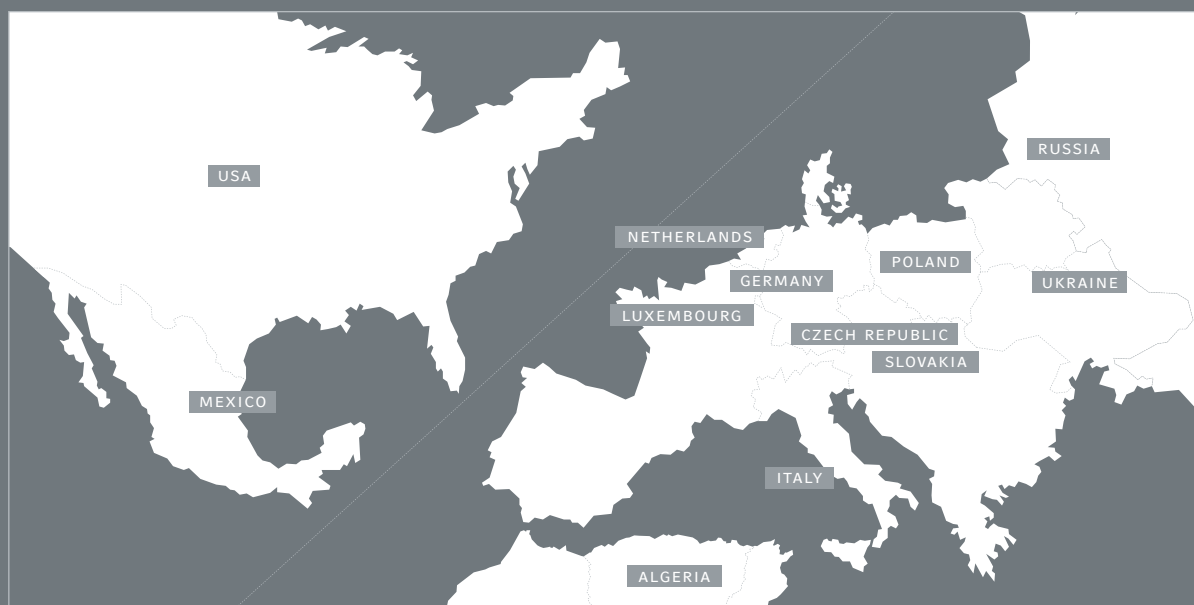 RUSSIA
USA
NETHERLANDS
POLAND
GERMANY
UKRAINE
LUXEMBOURG
CZECH REPUBLIC
SLOVAKIA
MEXICO
ITALY
ALGERIA